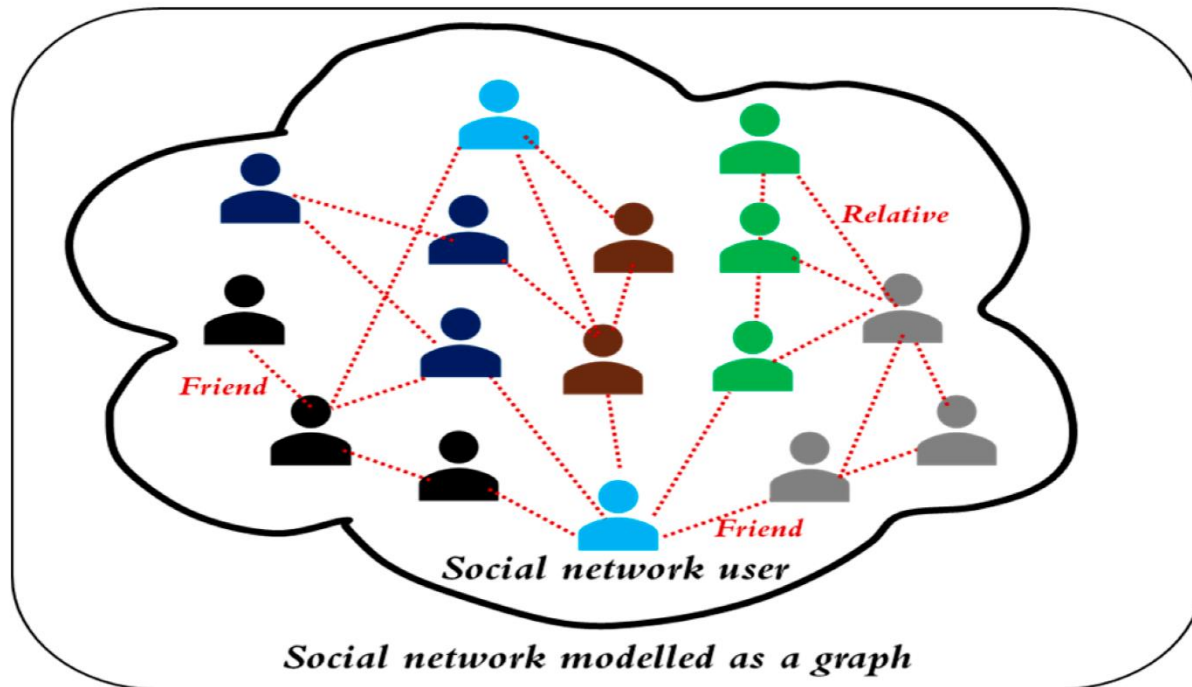 Relative
Friend
Friend
Social network user
Social network modelled as a graph